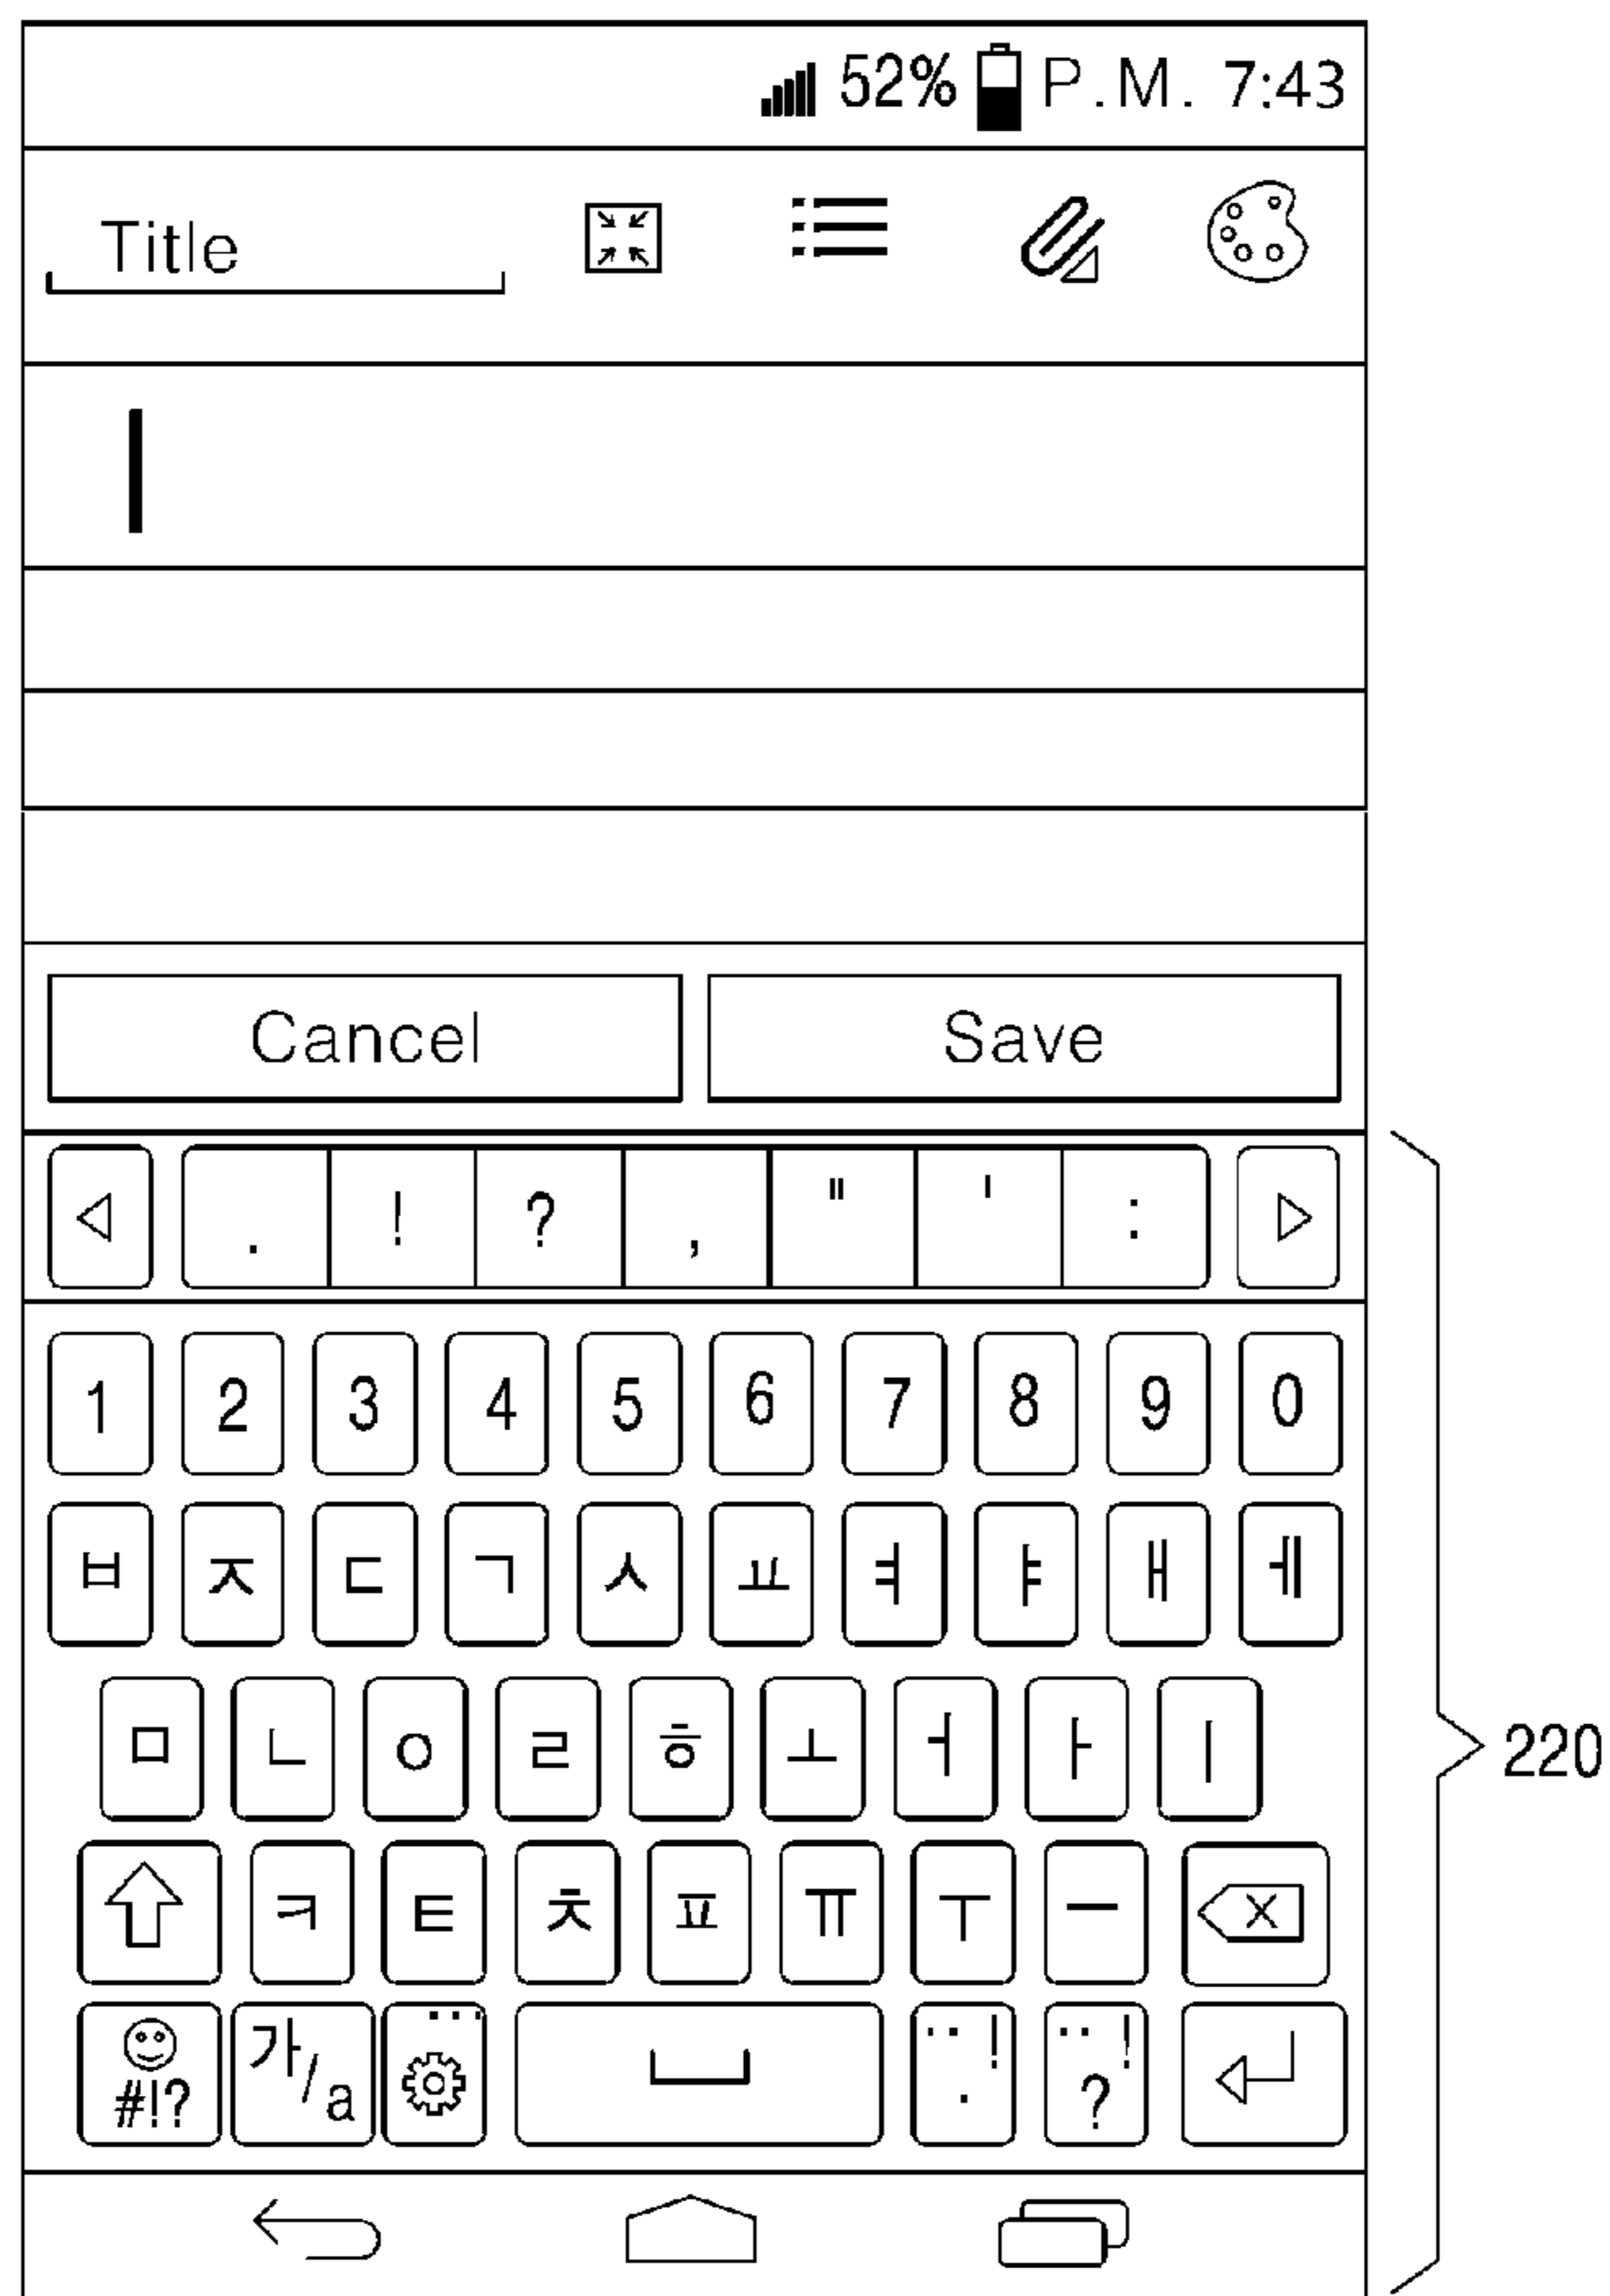 52% P.M. 7:43
Title
Cancel Save
. ! ? , " ' :
1 2 3 4 5 6 7 8 9 0
ㅂ ㅈ ㄷ ㄱ ㅅ ㅛ ㅕ ㅑ ㅐ ㅔ
ㅁ ㄴ ㅇ ㄹ ㅎ ㅗ ㅓ ㅏ ㅣ
220
ㅋ ㅌ ㅊ ㅍ ㅠ ㅜ ㅡ X
#!? 가/a ... ..! . ..! ?